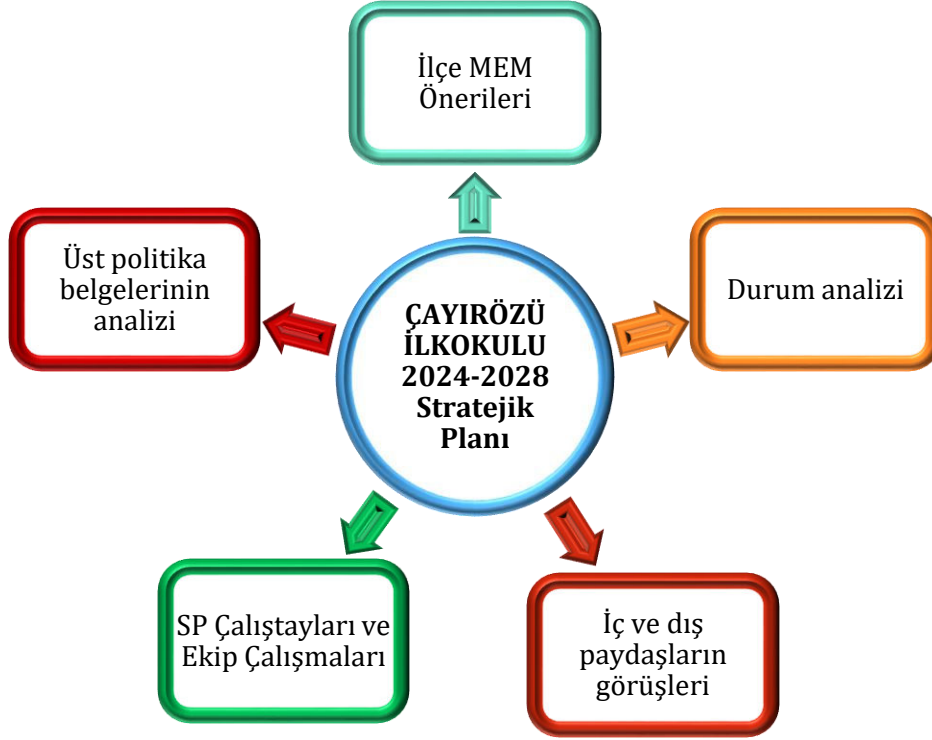 İlçe MEM
Önerileri
Üst politika
belgelerinin
analizi
Durum analizi
ÇAYIRÖZÜ
İLKOKULU
2024-2028
Stratejik
Planı
SP Çalıştayları ve
Ekip Çalışmaları
İç ve dış
paydaşların
görüşleri